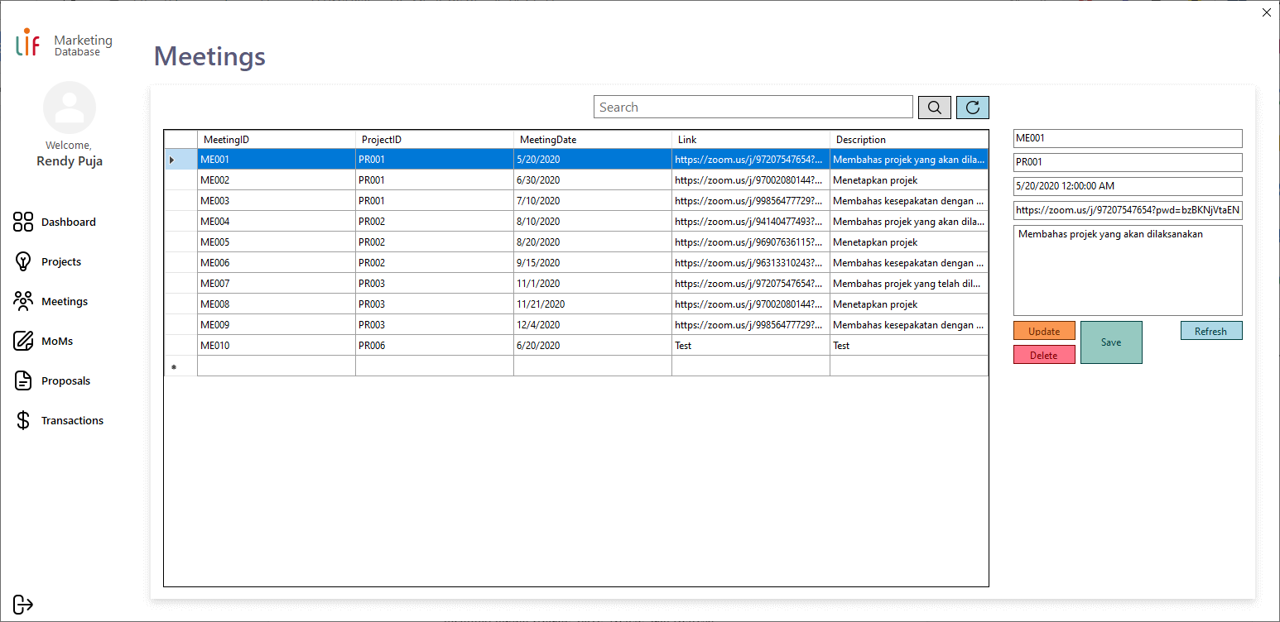 lif Marketing
Database
Meetings
Welcome,
Rendy Puja
Dashboard
Projects
Meetings
MoMs
Proposals
Transactions
Search
MeetingID ProjectID MeetingDate Link Description
ME001 PR001 5/20/2020 https://zoom.us/j/97207547654?... Membahas projek yang akan dila...
ME002 PR001 6/30/2020 https://zoom.us/j/97002080144?... Menetapkan projek
ME003 PR001 7/10/2020 https://zoom.us/j/99856477729?... Membahas kesepakatan dengan ...
ME004 PR002 8/10/2020 https://zoom.us/j/94140477493?... Membahas projek yang akan dila...
ME005 PR002 8/20/2020 https://zoom.us/j/96907636115?... Menetapkan projek
ME006 PR002 9/15/2020 https://zoom.us/j/96313310243?... Membahas kesepakatan dengan ...
ME007 PR003 11/1/2020 https://zoom.us/j/97207547654?... Membahas projek yang telah dil...
ME008 PR003 11/21/2020 https://zoom.us/j/97002080144?... Menetapkan projek
ME009 PR003 12/4/2020 https://zoom.us/j/99856477729?... Membahas kesepakatan dengan ...
ME010 PR006 6/20/2020 Test Test
ME001
PR001
5/20/2020 12:00:00 AM
https://zoom.us/j/97207547654?pwd=bzBKNjVtaEN
Membahas projek yang akan dilaksanakan
Update
Save
Refresh
Delete